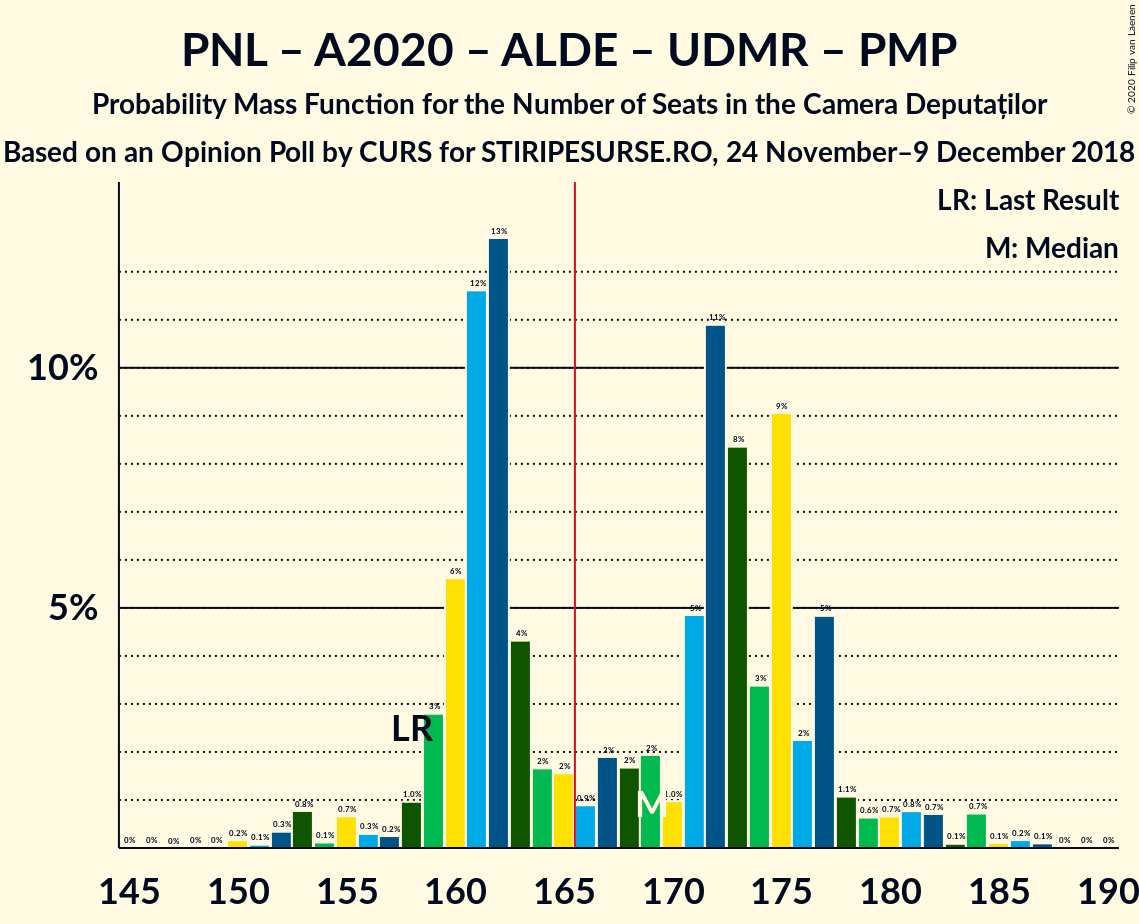 PNL – A2020 – ALDE – UDMR – PMP
Probability Mass Function for the Number of Seats in the Camera Deputaților
Based on an Opinion Poll by CURS for STIRIPESURSE.RO, 24 November–9 December 2018
© 2020 Filip van Laenen
LR: Last Result
M: Median
10%
5%
0% 0% 0% 0% 0% 0.2% 0.1% 0.3% 0.8% 0.1% 0.7% 0.3% 0.2% 1.0% 3% 6% 12% 13% 4% 2% 2% 0.9% 2% 2% 2% 1.0% 5% 11% 8% 3% 9% 2% 5% 1.1% 0.6% 0.7% 0.8% 0.7% 0.1% 0.7% 0.1% 0.2% 0.1% 0% 0% 0%
LR
M
145 150 155 160 165 170 175 180 185 190